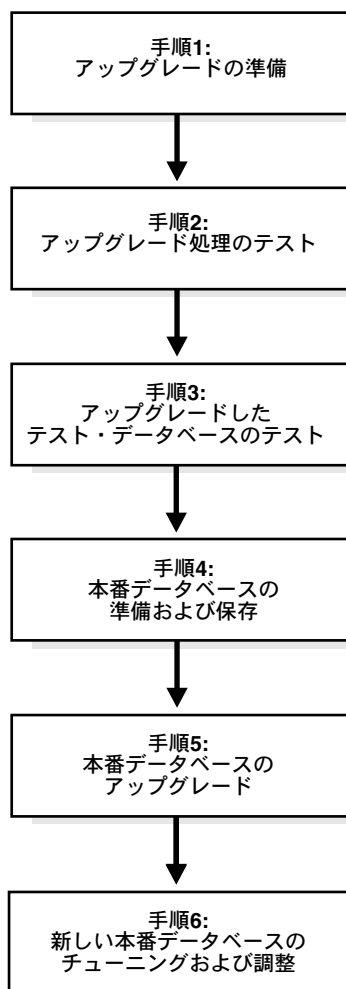 手順1:
アップグレードの準備
手順2:
アップグレード処理のテスト
手順3:
アップグレードした
テスト・データベースのテスト
手順4:
本番データベースの
準備および保存
手順5:
本番データベースの
アップグレード
手順6:
新しい本番データベースの
チューニングおよび調整